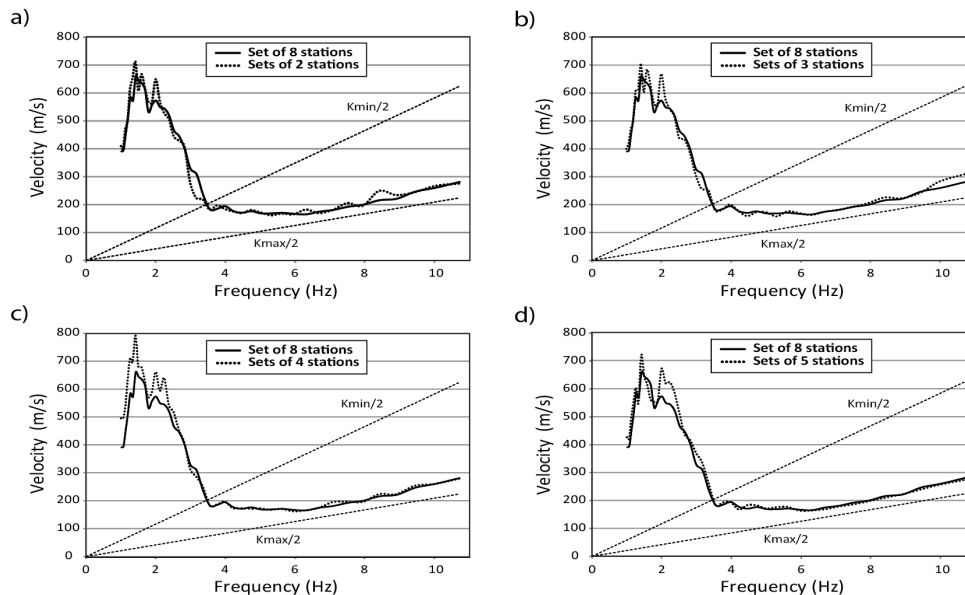 a)
800
700
600
500
400
300
200
100
0
Velocity (m/s)
Set of 8 stations
Sets of 2 stations
Kmin/2
Kmax/2
0 2 4 6 8 10
Frequency (Hz)
b)
800
700
600
500
400
300
200
100
0
Velocity (m/s)
Set of 8 stations
Sets of 3 stations
Kmin/2
Kmax/2
0 2 4 6 8 10
Frequency (Hz)
c)
800
700
600
500
400
300
200
100
0
Velocity (m/s)
Set of 8 stations
Sets of 4 stations
Kmin/2
Kmax/2
0 2 4 6 8 10
Frequency (Hz)
d)
800
700
600
500
400
300
200
100
0
Velocity (m/s)
Set of 8 stations
Sets of 5 stations
Kmin/2
Kmax/2
0 2 4 6 8 10
Frequency (Hz)